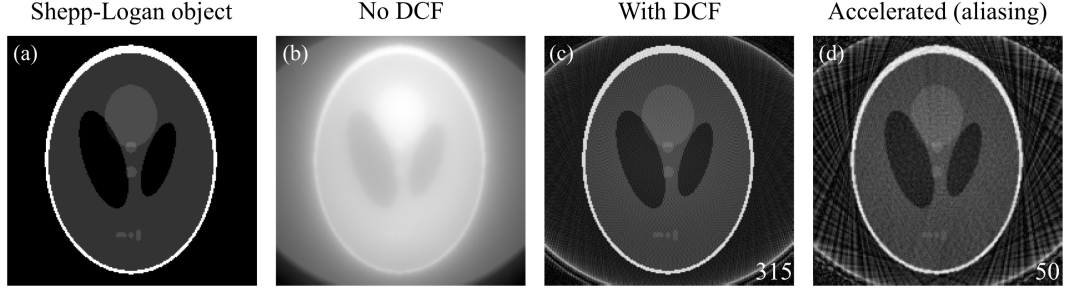 Shepp-Logan object
No DCF
With DCF
Accelerated (aliasing)
(a)
(b)
(c)
(d)
315
50